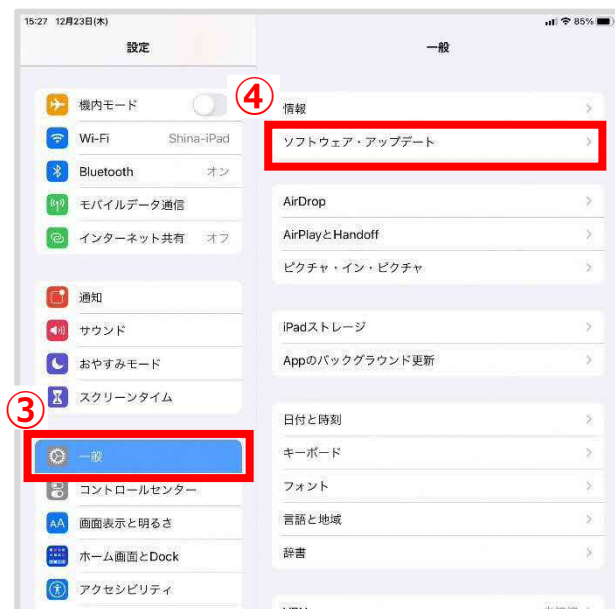 15:27 12月23日(木)
85%
設定
一般
④
機内モード
Wi-Fi Shina-iPad
Bluetooth オン
モバイルデータ通信
インターネット共有 オフ
通知
サウンド
おやすみモード
スクリーンタイム
③
一般
コントロールセンター
AA 画面表示と明るさ
ホーム画面とDock
アクセシビリティ
情報
ソフトウェア・アップデート
AirDrop
AirPlayとHandoff
ピクチャ・イン・ピクチャ
iPadストレージ
Appのバックグラウンド更新
日付と時刻
キーボード
フォント
言語と地域
辞書